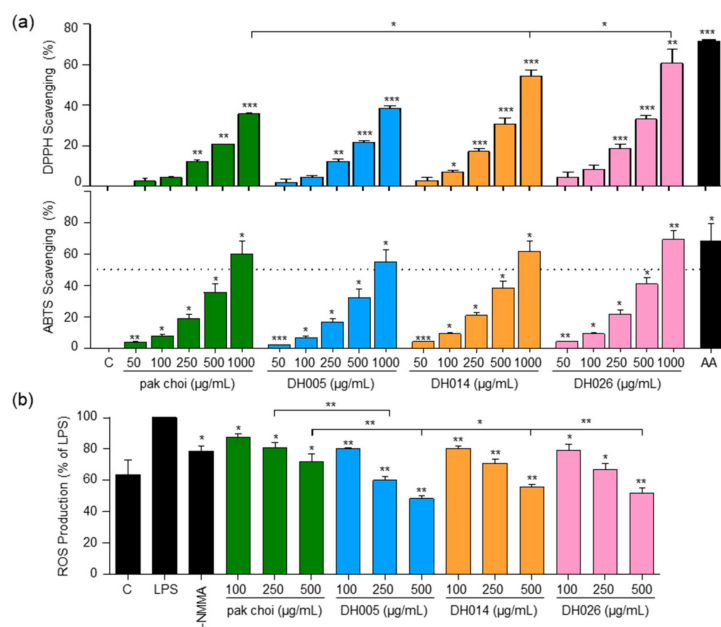 (a)
80
60
40
20
0
DPPH Scavenging (%)
*
*
** *** ***
** *** ***
* *** *** ***
*** *** **
***
80
60
40
20
0
ABTS Scavenging (%)
** * * * *
*** * * * *
*** * * * *
** * * * **
*
C 50 100 250 500 1000 50 100 250 500 1000 50 100 250 500 1000 50 100 250 500 1000 AA
pak choi (µg/mL) DH005 (µg/mL) DH014 (µg/mL) DH026 (µg/mL)
(b)
100
80
60
40
20
0
ROS Production (% of LPS)
**
** * **
* * * * ** ** ** ** ** ** * * **
C LPS -NMMA 100 250 500 100 250 500 100 250 500 100 250 500
pak choi (µg/mL) DH005 (µg/mL) DH014 (µg/mL) DH026 (µg/mL)